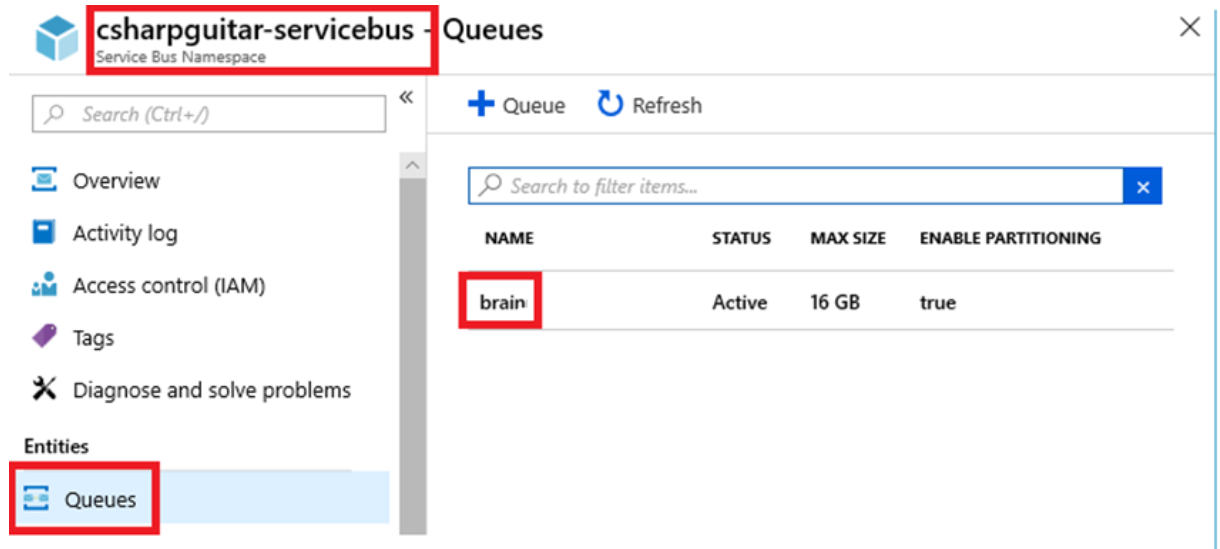 csharpguitar-servicebus - Queues
Service Bus Namespace
Search (Ctrl+/)
«
Queue
Refresh
Overview
Activity log
Access control (IAM)
Tags
Diagnose and solve problems
Entities
Queues
Search to filter items...
NAME STATUS MAX SIZE ENABLE PARTITIONING
brain Active 16 GB true